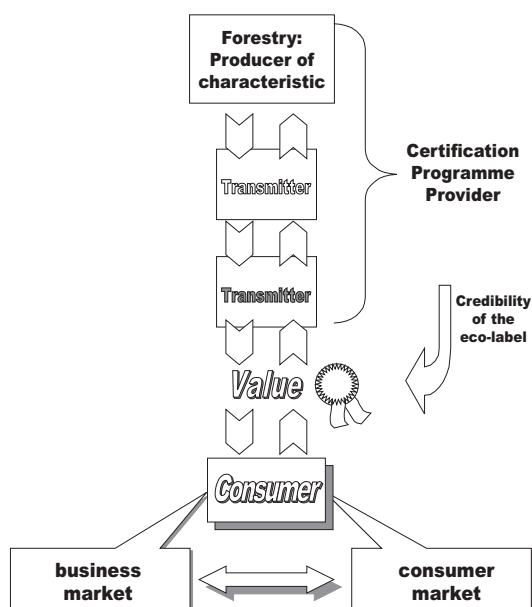 Forestry:
Producer of
characteristic
Transmitter
Certification
Programme
Provider
Transmitter
Credibility
of the
eco-label
Value
Consumer
business
market
consumer
market